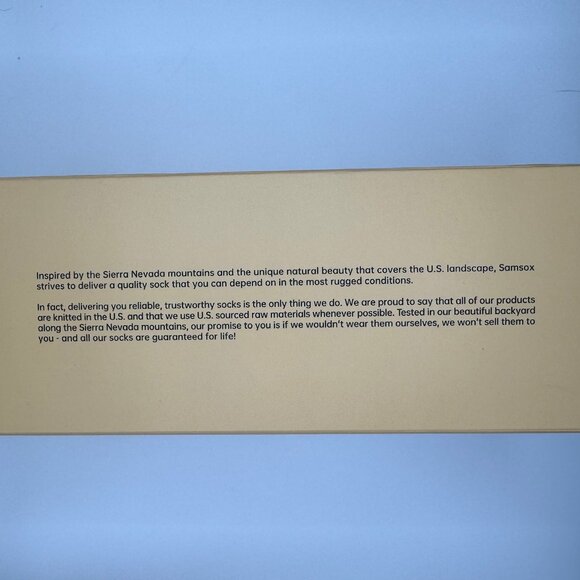 Inspired by the Sierra Nevada mountains and the unique natural beauty that covers the U.S. landscape, Samsox
strives to deliver a quality sock that you can depend on in the most rugged conditions.
In fact, delivering you reliable, trustworthy socks is the only thing we do. We are proud to say that all of our products
are knitted in the U.S. and that we use U.S. sourced raw materials whenever possible. Tested in our beautiful backyard
along the Sierra Nevada mountains, our promise to you is if we wouldn't wear them ourselves, we won't sell them to
you - and all our socks are guaranteed for life!